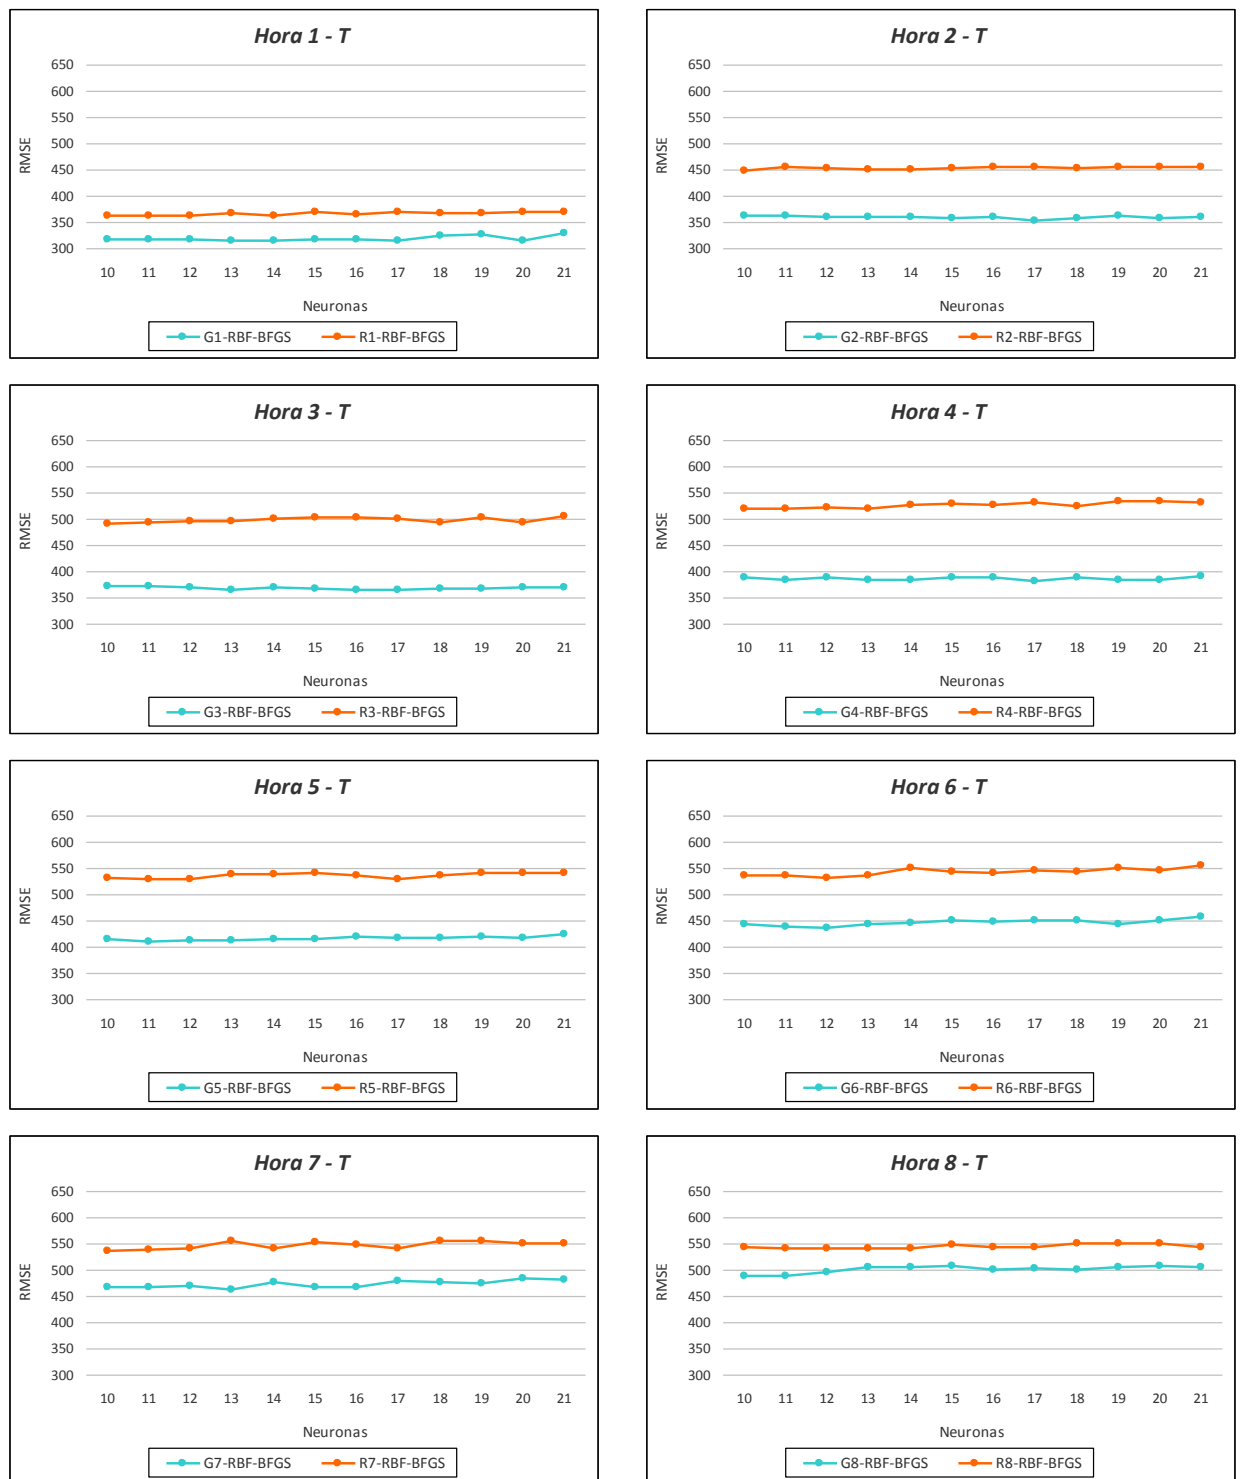 Hora 1 - T
650
600
550
500
450
400
350
300
RMSE
10 11 12 13 14 15 16 17 18 19 20 21
Neuronas
G1-RBF-BFGS R1-RBF-BFGS
Hora 2 - T
650
600
550
500
450
400
350
300
RMSE
10 11 12 13 14 15 16 17 18 19 20 21
Neuronas
G2-RBF-BFGS R2-RBF-BFGS
Hora 3 - T
650
600
550
500
450
400
350
300
RMSE
10 11 12 13 14 15 16 17 18 19 20 21
Neuronas
G3-RBF-BFGS R3-RBF-BFGS
Hora 4 - T
650
600
550
500
450
400
350
300
RMSE
10 11 12 13 14 15 16 17 18 19 20 21
Neuronas
G4-RBF-BFGS R4-RBF-BFGS
Hora 5 - T
650
600
550
500
450
400
350
300
RMSE
10 11 12 13 14 15 16 17 18 19 20 21
Neuronas
G5-RBF-BFGS R5-RBF-BFGS
Hora 6 - T
650
600
550
500
450
400
350
300
RMSE
10 11 12 13 14 15 16 17 18 19 20 21
Neuronas
G6-RBF-BFGS R6-RBF-BFGS
Hora 7 - T
650
600
550
500
450
400
350
300
RMSE
10 11 12 13 14 15 16 17 18 19 20 21
Neuronas
G7-RBF-BFGS R7-RBF-BFGS
Hora 8 - T
650
600
550
500
450
400
350
300
RMSE
10 11 12 13 14 15 16 17 18 19 20 21
Neuronas
G8-RBF-BFGS R8-RBF-BFGS